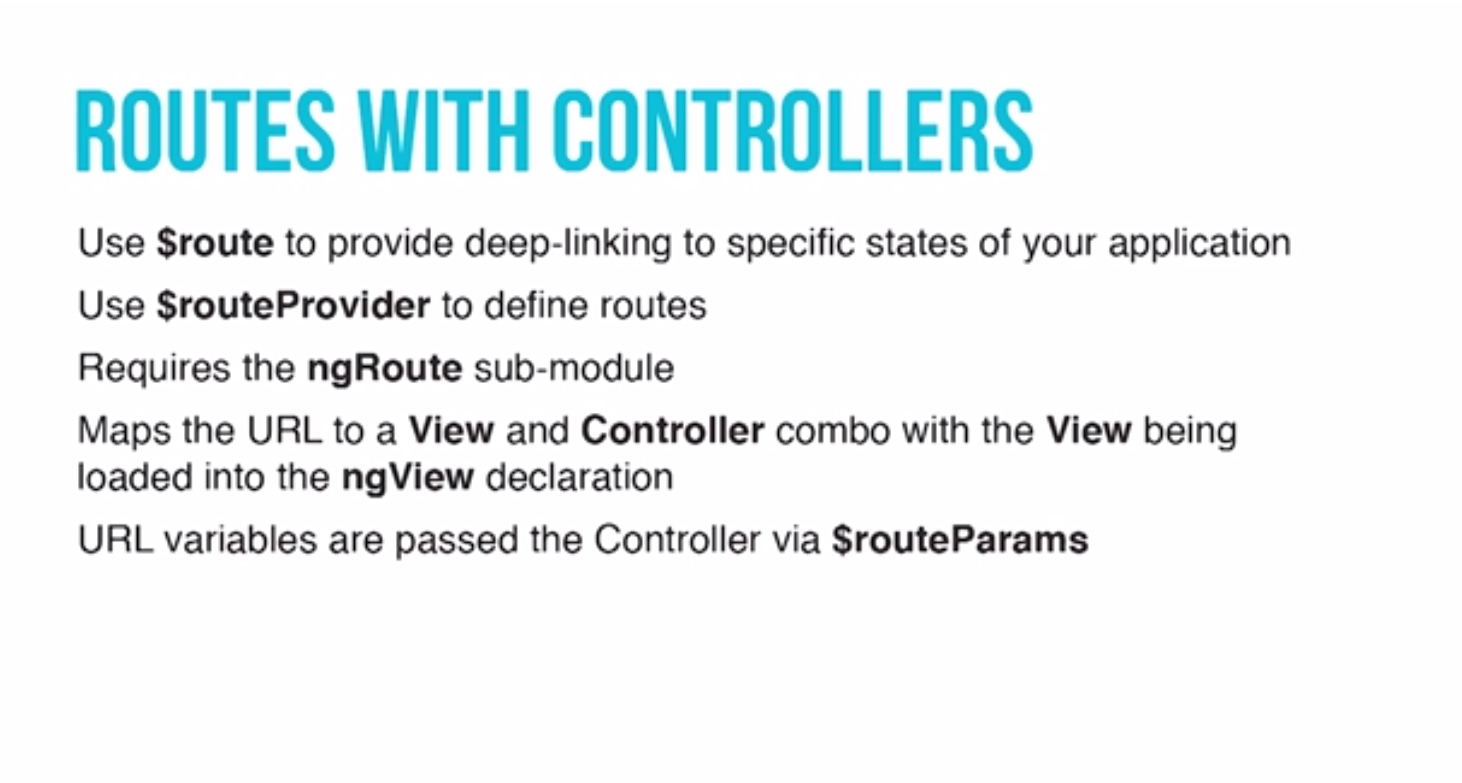 ROUTES WITH CONTROLLERS
Use $route to provide deep-linking to specific states of your application
Use $routeProvider to define routes
Requires the ngRoute sub-module
Maps the URL to a View and Controller combo with the View being
loaded into the ngView declaration
URL variables are passed the Controller via $routeParams